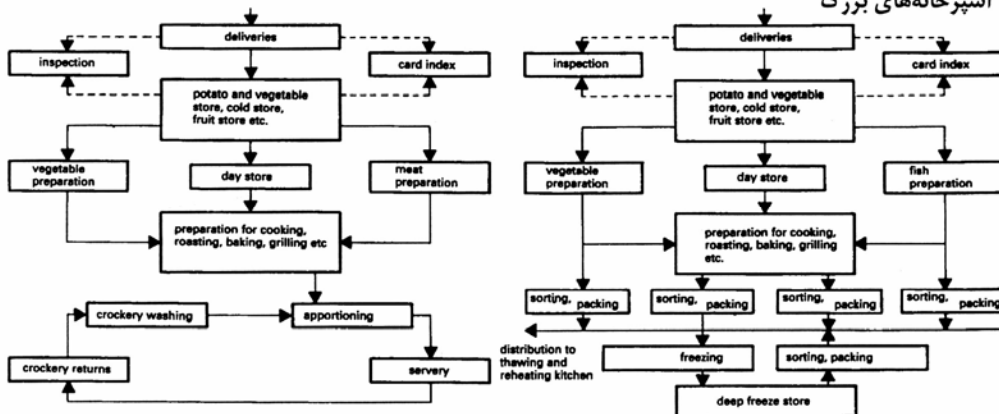 آشپزخانه‌های بزرگ
deliveries
inspection
card index
potato and vegetable
store, cold store,
fruit store etc.
vegetable
preparation
day store
meat
preparation
preparation for cooking,
roasting, baking, grilling etc
crockery washing
apportioning
crockery returns
servery
deliveries
inspection
card index
potato and vegetable
store, cold store,
fruit store etc.
vegetable
preparation
day store
fish
preparation
preparation for cooking,
roasting, baking, grilling
etc.
sorting, packing
sorting, packing
sorting, packing
sorting, packing
distribution to
thawing and
reheating kitchen
freezing
sorting, packing
deep freeze store